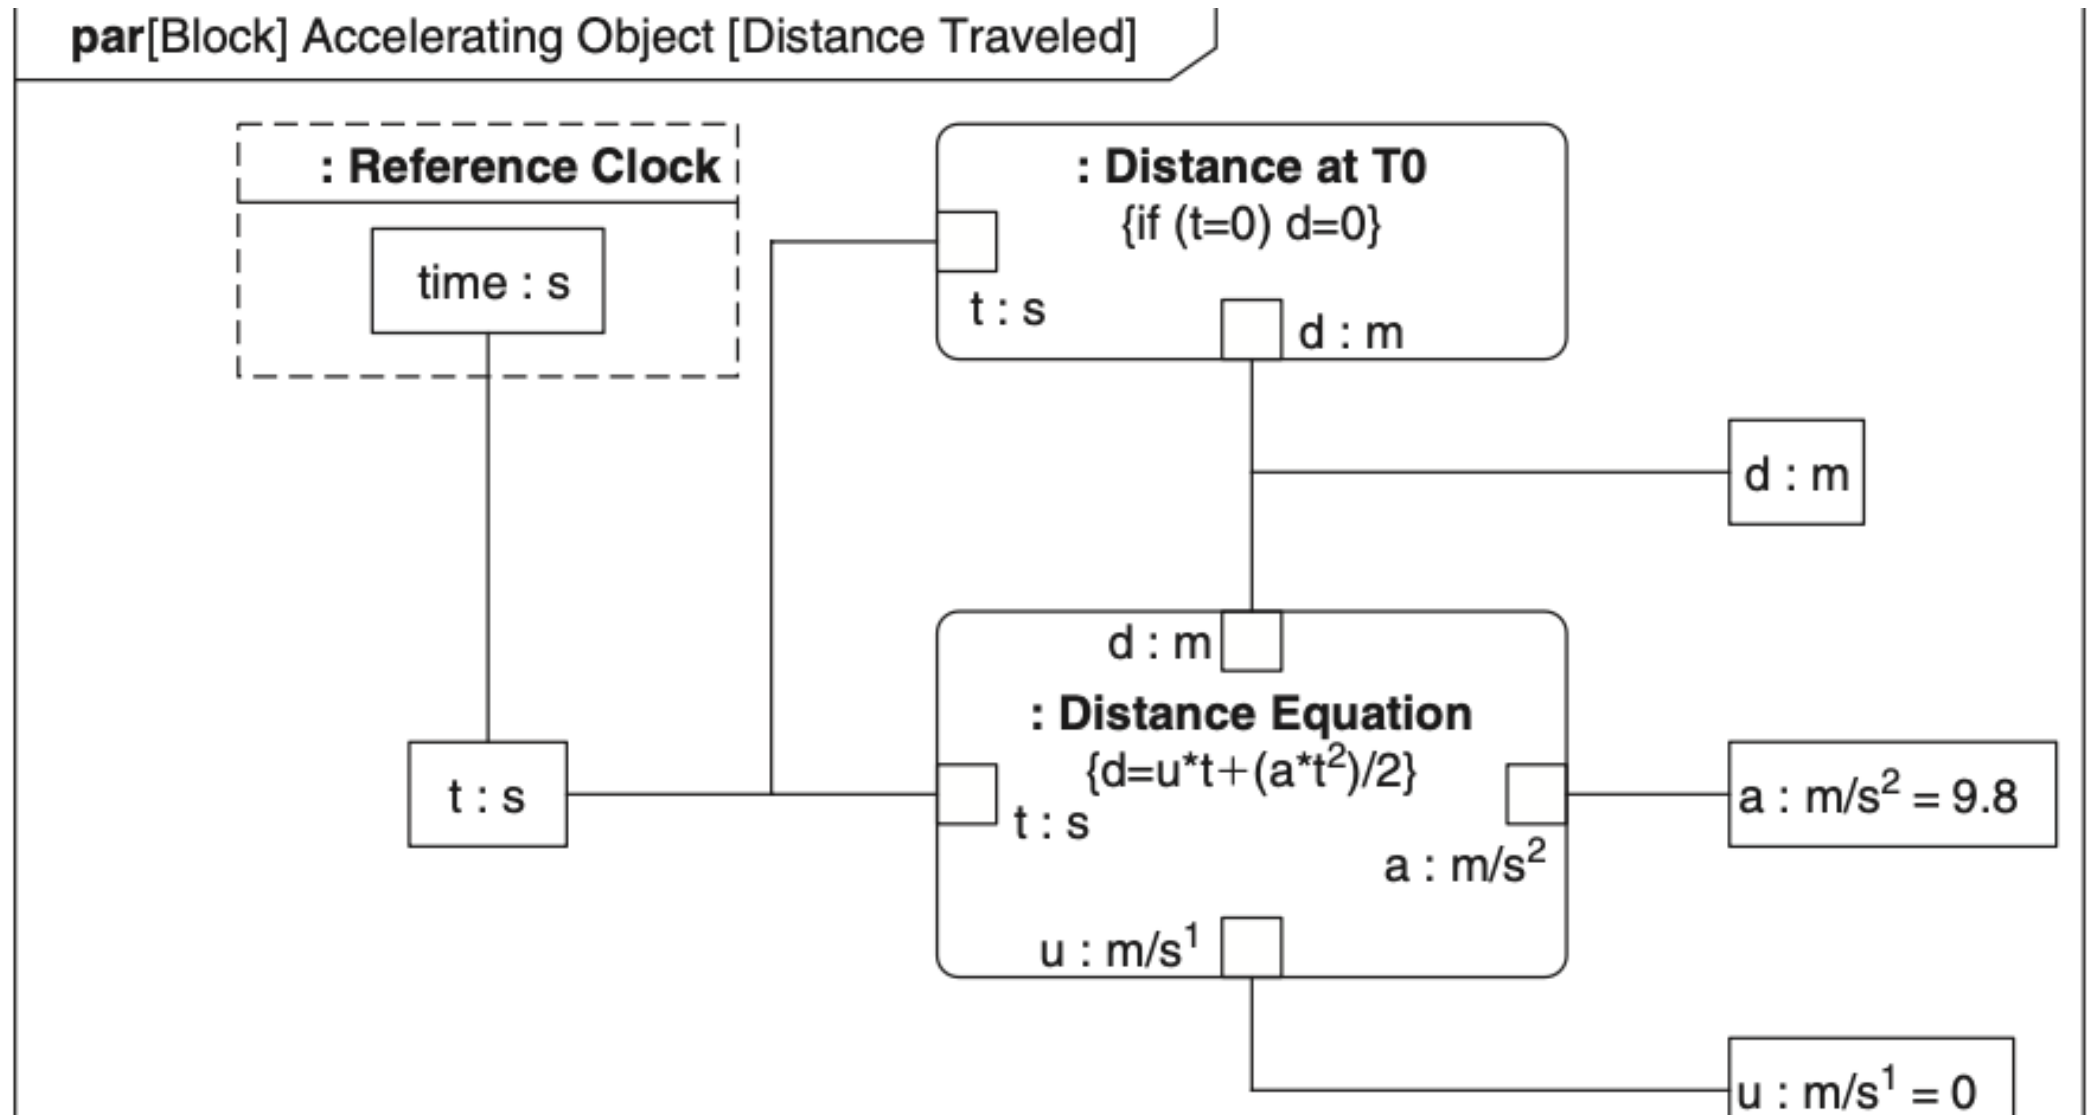 par[Block] Accelerating Object [Distance Traveled]
: Reference Clock
time : s
: Distance at T0
{if (t=0) d=0}
t : s
d : m
d : m
d : m
: Distance Equation
{d=u*t+(a*t²)/2}
t : s
t : s
a : m/s²
a : m/s² = 9.8
u : m/s¹
u : m/s¹ = 0